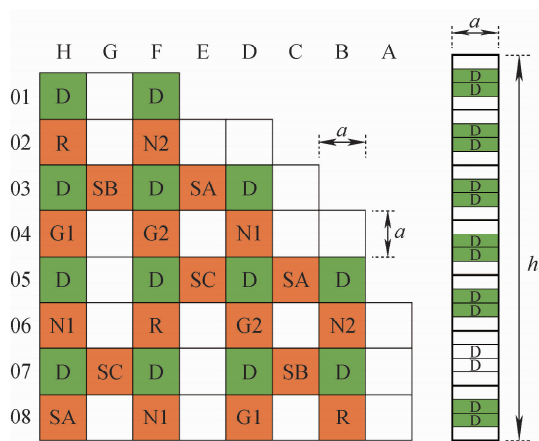 H G F E D C B A a
01 D D
02 R N2 a
03 D SB D SA D
04 G1 G2 N1 a
05 D D SC D SA D
06 N1 R G2 N2
07 D SC D D SB D
08 SA N1 G1 R
D
D
D
D
D
D
D
D
h
D
D
D
D
D
D